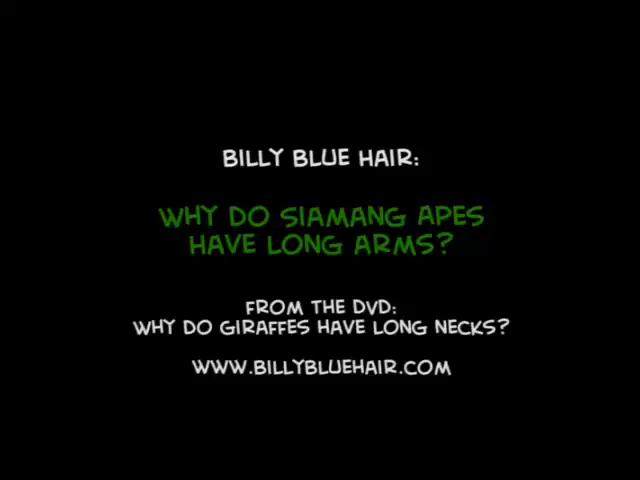 BILLY BLUE HAIR:
WHY DO SIAMANG APES
HAVE LONG ARMS?
FROM THE DVD:
WHY DO GIRAFFES HAVE LONG NECKS?
WWW.BILLYBLUEHAIR.COM